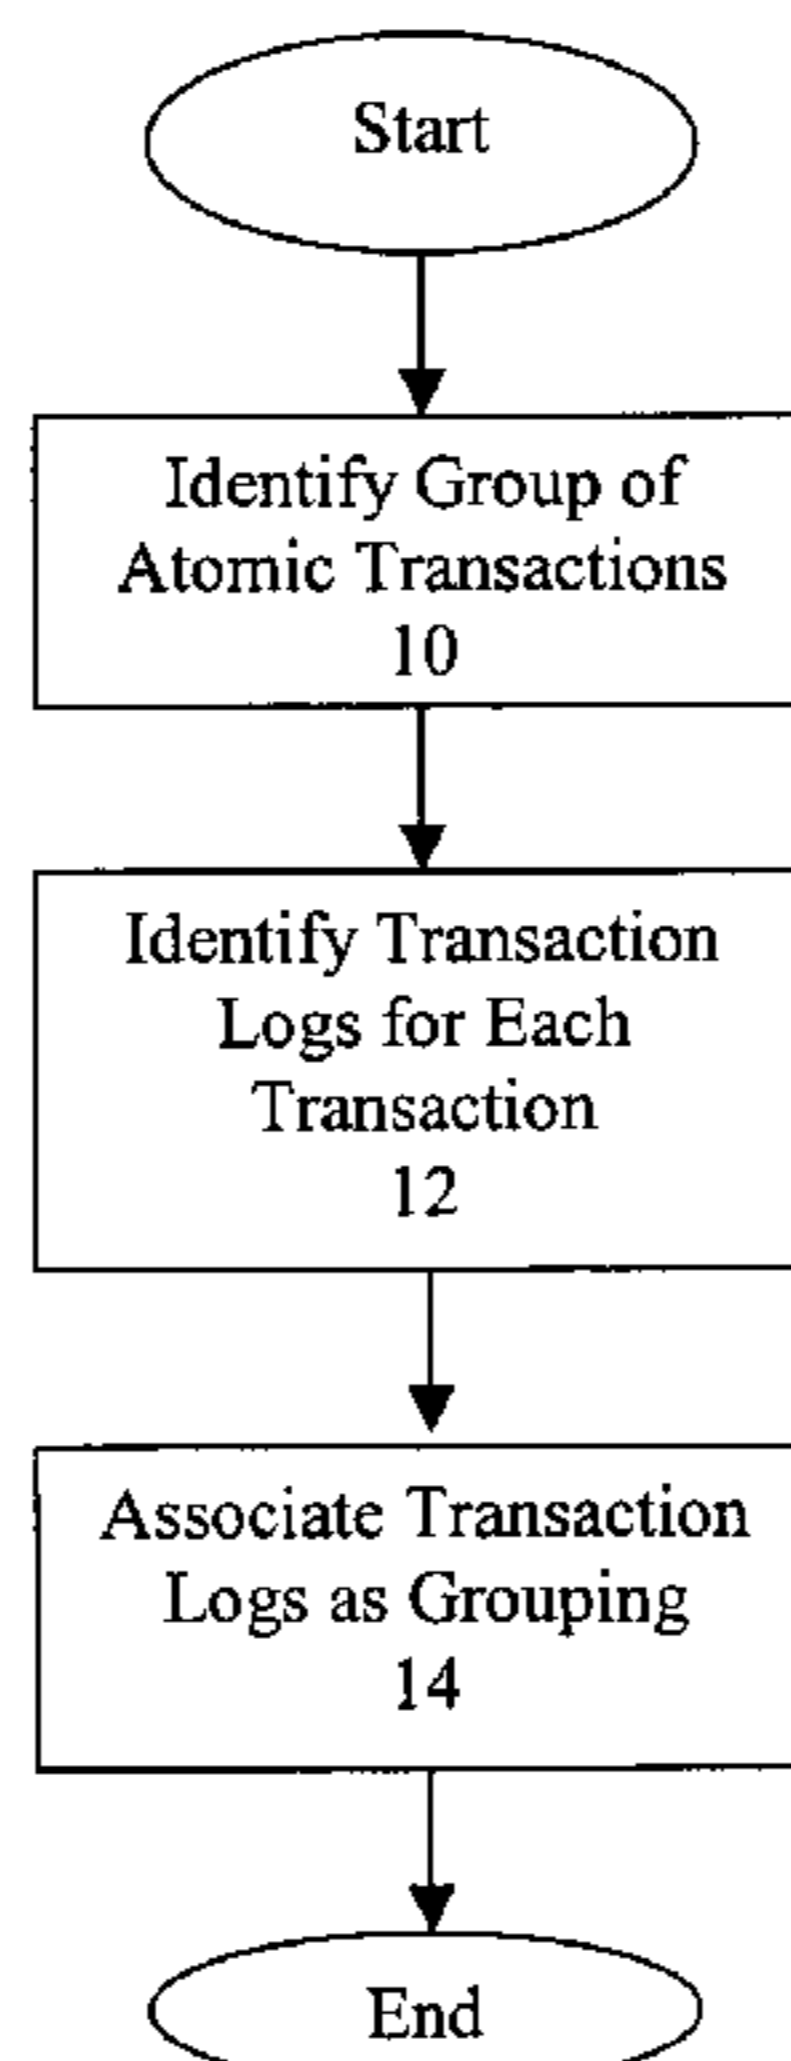 Start
Identify Group of
Atomic Transactions
10
Identify Transaction
Logs for Each
Transaction
12
Associate Transaction
Logs as Grouping
14
End